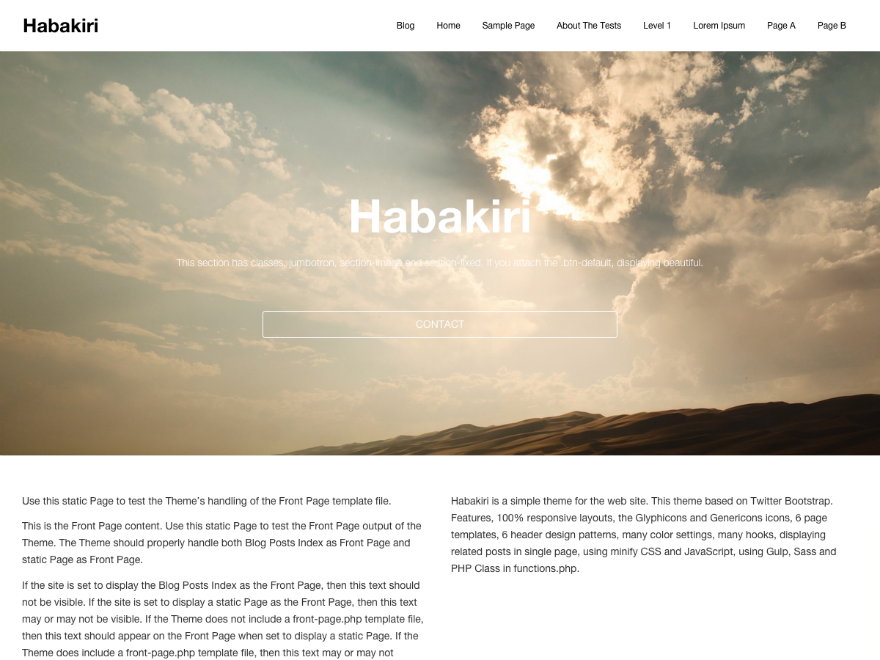 Habakiri
Blog Home Sample Page About The Tests Level 1 Lorem Ipsum Page A Page B
Habakiri
This section has classes, jumbotron, section-image and section-fixed. If you attach the .btn-default, displaying beautiful.
CONTACT
Use this static Page to test the Theme's handling of the Front Page template file.
This is the Front Page content. Use this static Page to test the Front Page output of the
Theme. The Theme should properly handle both Blog Posts Index as Front Page and
static Page as Front Page.
If the site is set to display the Blog Posts Index as the Front Page, then this text should
not be visible. If the site is set to display a static Page as the Front Page, then this text
may or may not be visible. If the Theme does not include a front-page.php template file,
then this text should appear on the Front Page when set to display a static Page. If the
Theme does include a front-page.php template file, then this text may or may not
Habakiri is a simple theme for the web site. This theme based on Twitter Bootstrap.
Features, 100% responsive layouts, the Glyphicons and Genericons icons, 6 page
templates, 6 header design patterns, many color settings, many hooks, displaying
related posts in single page, using minify CSS and JavaScript, using Gulp, Sass and
PHP Class in functions.php.